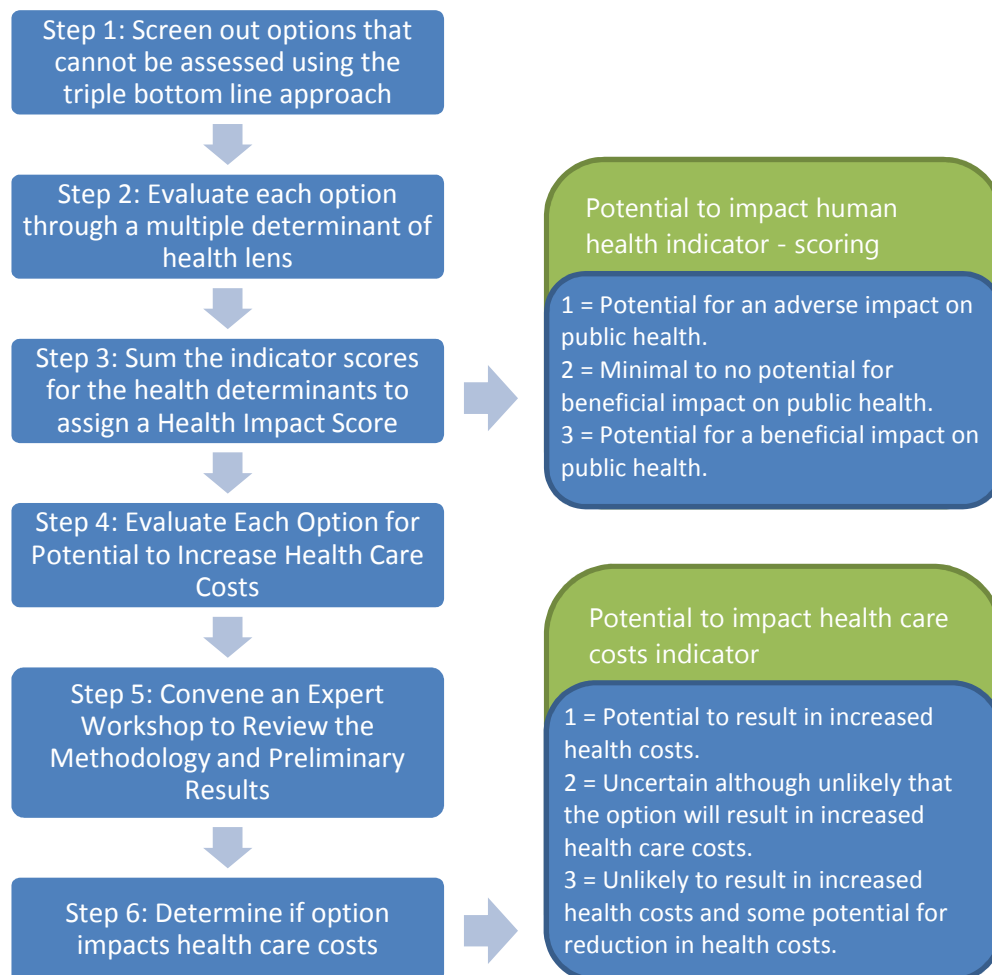 Step 1: Screen out options that
cannot be assessed using the
triple bottom line approach
Step 2: Evaluate each option
through a multiple determinant of
health lens
Step 3: Sum the indicator scores
for the health determinants to
assign a Health Impact Score
Potential to impact human
health indicator - scoring
1 = Potential for an adverse impact on
public health.
2 = Minimal to no potential for
beneficial impact on public health.
3 = Potential for a beneficial impact on
public health.
Step 4: Evaluate Each Option for
Potential to Increase Health Care
Costs
Step 5: Convene an Expert
Workshop to Review the
Methodology and Preliminary
Results
Step 6: Determine if option
impacts health care costs
Potential to impact health care
costs indicator
1 = Potential to result in increased
health costs.
2 = Uncertain although unlikely that
the option will result in increased
health care costs.
3 = Unlikely to result in increased
health costs and some potential for
reduction in health costs.